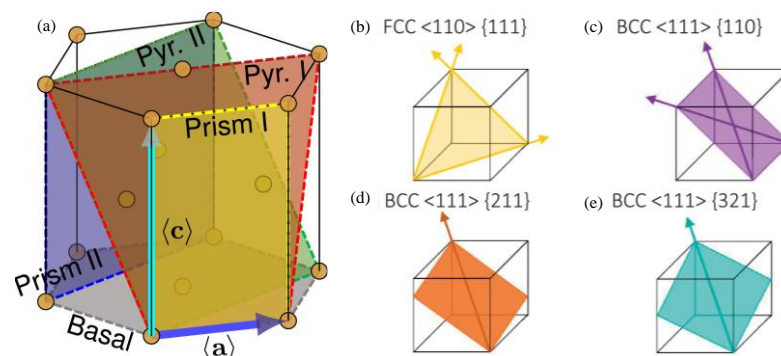 (a)
Pyr. II
Pyr. I
Prism I
⟨c⟩
Prism II
Basal
⟨a⟩
(b)
FCC <110> {111}
(c)
BCC <111> {110}
(d)
BCC <111> {211}
(e)
BCC <111> {321}